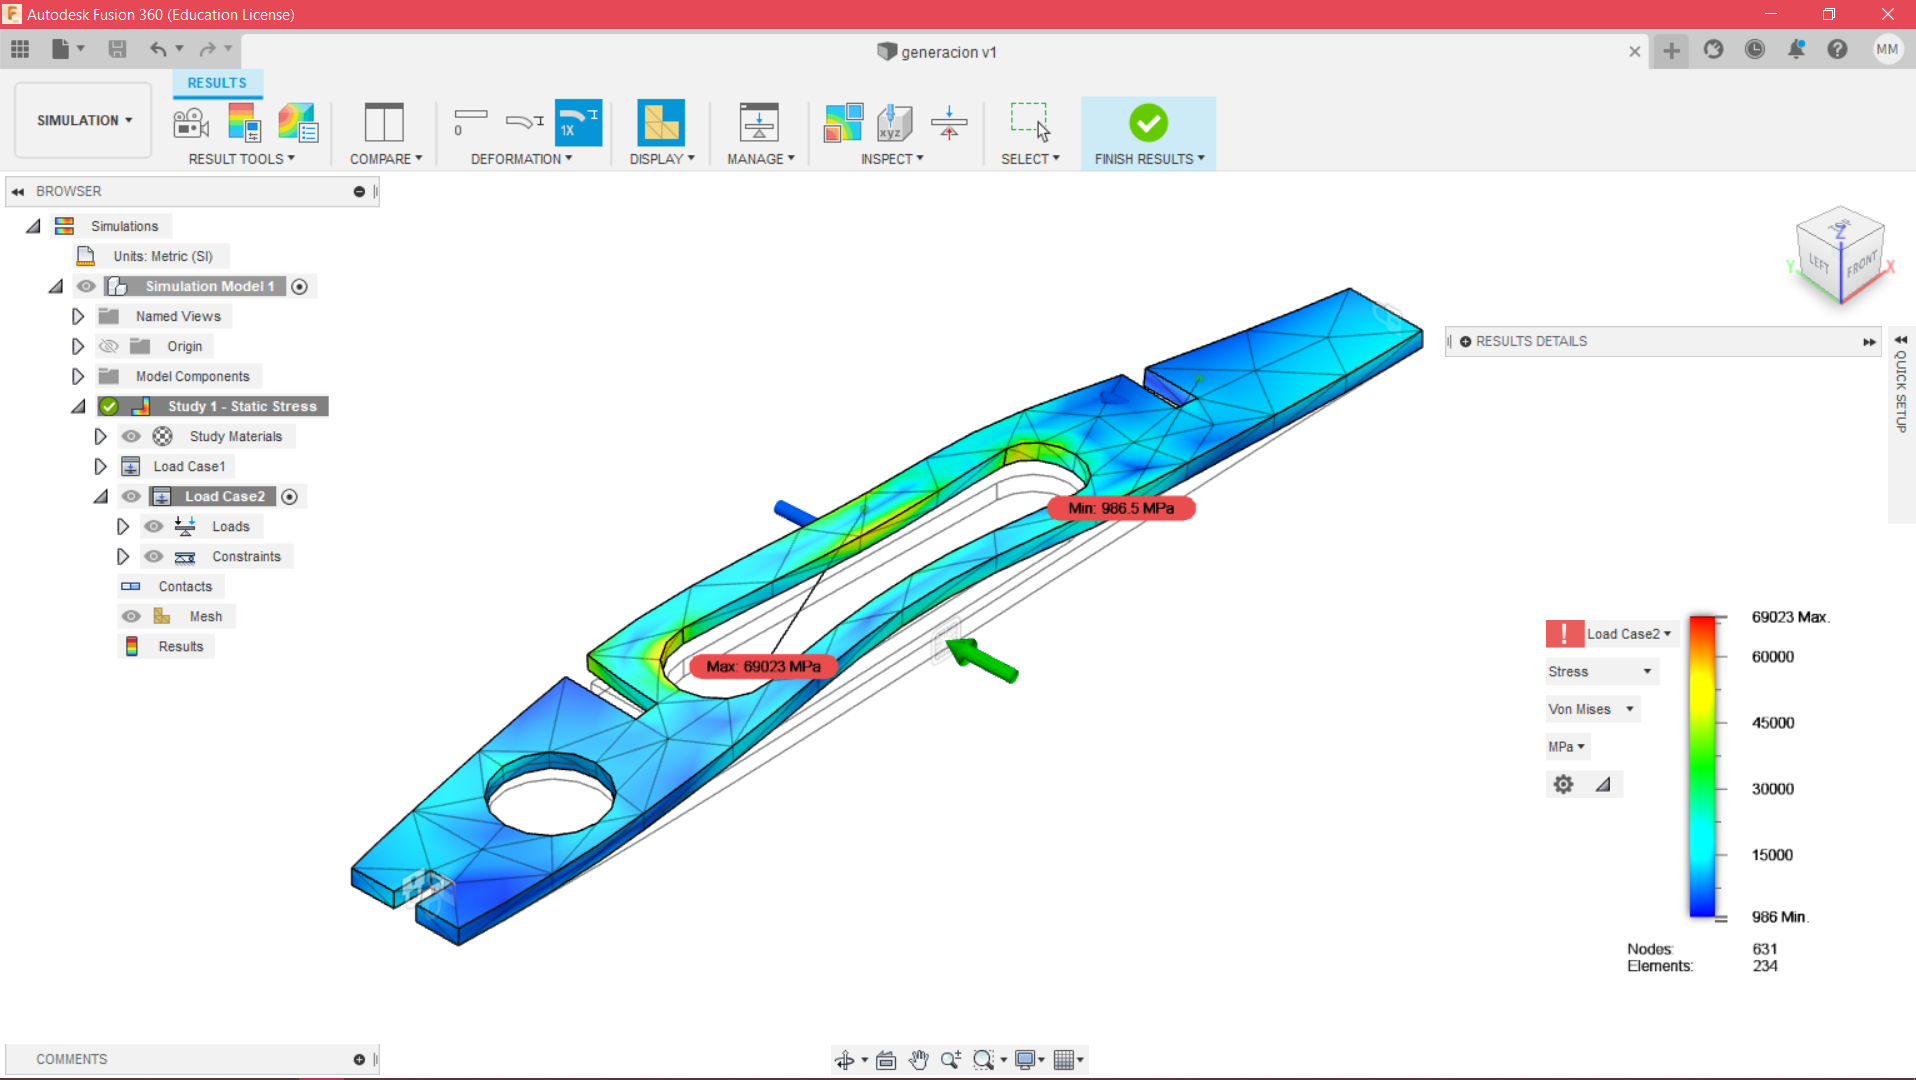 Autodesk Fusion 360 (Education License)
generacion v1
MM
RESULTS
SIMULATION
0
1X
xyz
RESULT TOOLS
COMPARE
DEFORMATION
DISPLAY
MANAGE
INSPECT
SELECT
FINISH RESULTS
BROWSER
Simulations
Units: Metric (SI)
Simulation Model 1
Named Views
Origin
Model Components
Study 1 - Static Stress
Study Materials
Load Case1
Load Case2
Loads
Constraints
Contacts
Mesh
Results
TOP
Z
LEFT
FRONT
Y
X
RESULTS DETAILS
QUICK SETUP
Min: 986.5 MPa
Max: 69023 MPa
Load Case2
Stress
Von Mises
MPa
69023 Max.
60000
45000
30000
15000
986 Min.
Nodes: 631
Elements: 234
COMMENTS